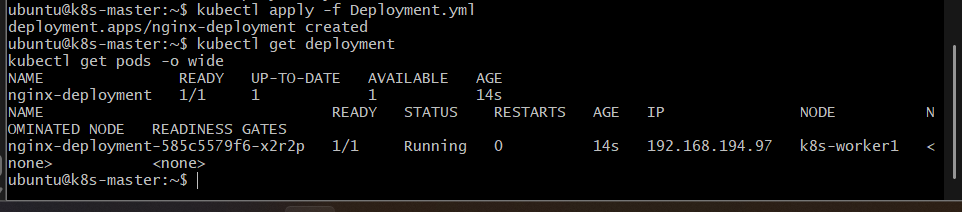 ubuntu@k8s-master:~$ kubectl apply -f Deployment.yml
deployment.apps/nginx-deployment created
ubuntu@k8s-master:~$ kubectl get deployment
kubectl get pods -o wide
NAME               READY   UP-TO-DATE   AVAILABLE   AGE
nginx-deployment   1/1     1            1           14s
NAME                                READY   STATUS    RESTARTS   AGE   IP               NODE          N
OMINATED NODE   READINESS GATES
nginx-deployment-585c5579f6-x2r2p   1/1     Running   0          14s   192.168.194.97   k8s-worker1   <
none>           <none>
ubuntu@k8s-master:~$